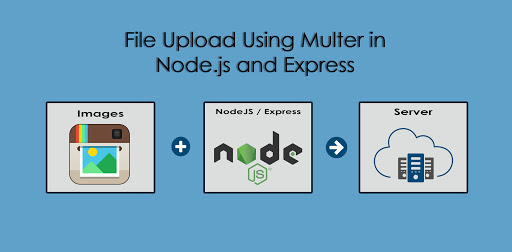 File Upload Using Multer in
Node.js and Express
Images
NodeJS / Express
Server
node
JS